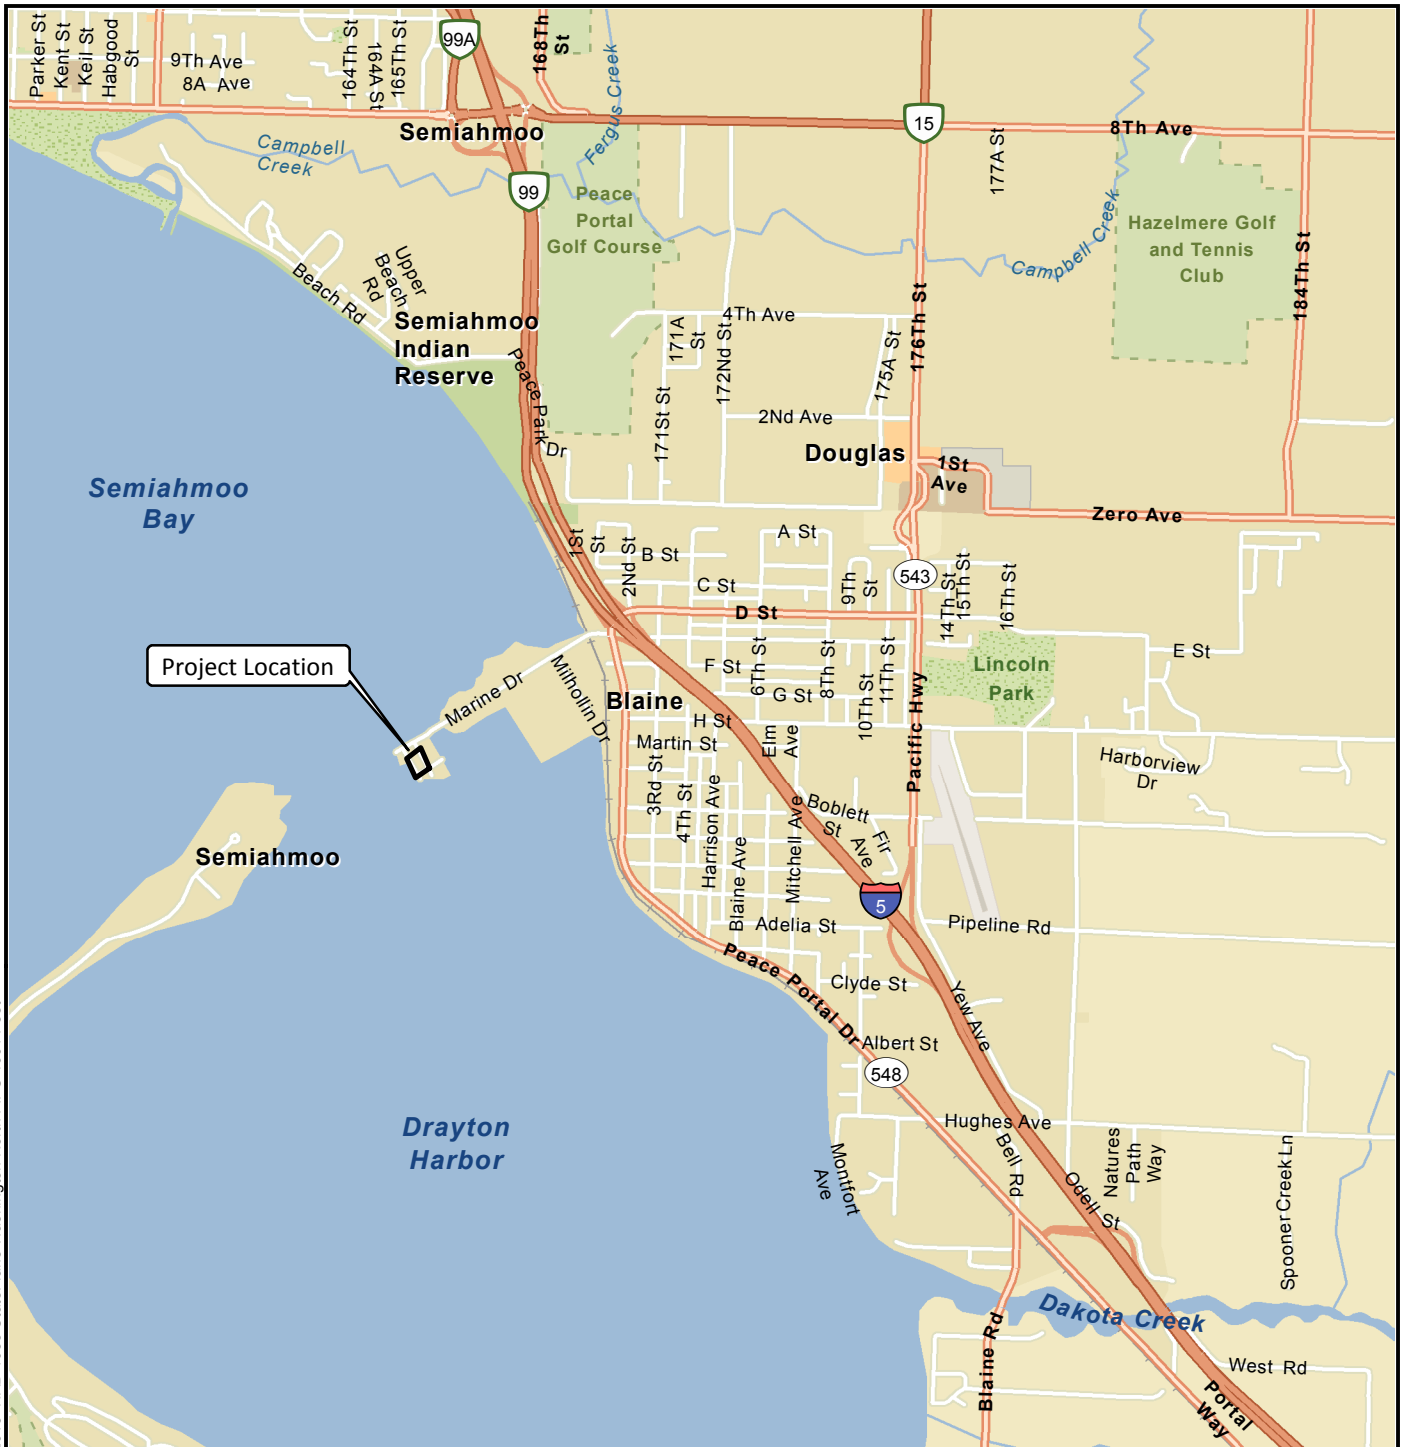 Parker St
Kent St
Keil St
Habgood
St
9Th Ave
8A Ave
164Th St
164A St
165Th St
99A
168Th
St
Fergus Creek
Semiahmoo
Campbell
Creek
99
15
8Th Ave
177A St
Peace
Portal
Golf Course
Campbell Creek
Hazelmere Golf
and Tennis
Club
184Th St
Upper
Beach
Rd
Beach Rd
Semiahmoo
Indian
Reserve
Peace Park Dr
4Th Ave
171A
St
172Nd St
171St St
175A St
176Th St
2Nd Ave
Douglas
1St
Ave
Zero Ave
Semiahmoo
Bay
1St
St
2Nd St
A St
B St
C St
D St
9Th
St
543
14Th St
15Th St
16Th St
E St
Lincoln
Park
Project Location
Marine Dr
Milhollin Dr
Blaine
F St
6Th St
G St
8Th St
10Th St
11Th St
Pacific Hwy
H St
Martin St
Elm
Ave
3Rd St
4Th St
Harrison Ave
Blaine Ave
Mitchell Ave
Boblett
St
Fir
Ave
Harborview
Dr
Semiahmoo
5
Adelia St
Pipeline Rd
Peace Portal Dr
Clyde St
Yew Ave
Albert St
548
Hughes Ave
Drayton
Harbor
Montfort
Ave
Bell Rd
Odell St
Natures
Path
Way
Spooner Creek Ln
Dakota Creek
Blaine Rd
West Rd
Portal
Way